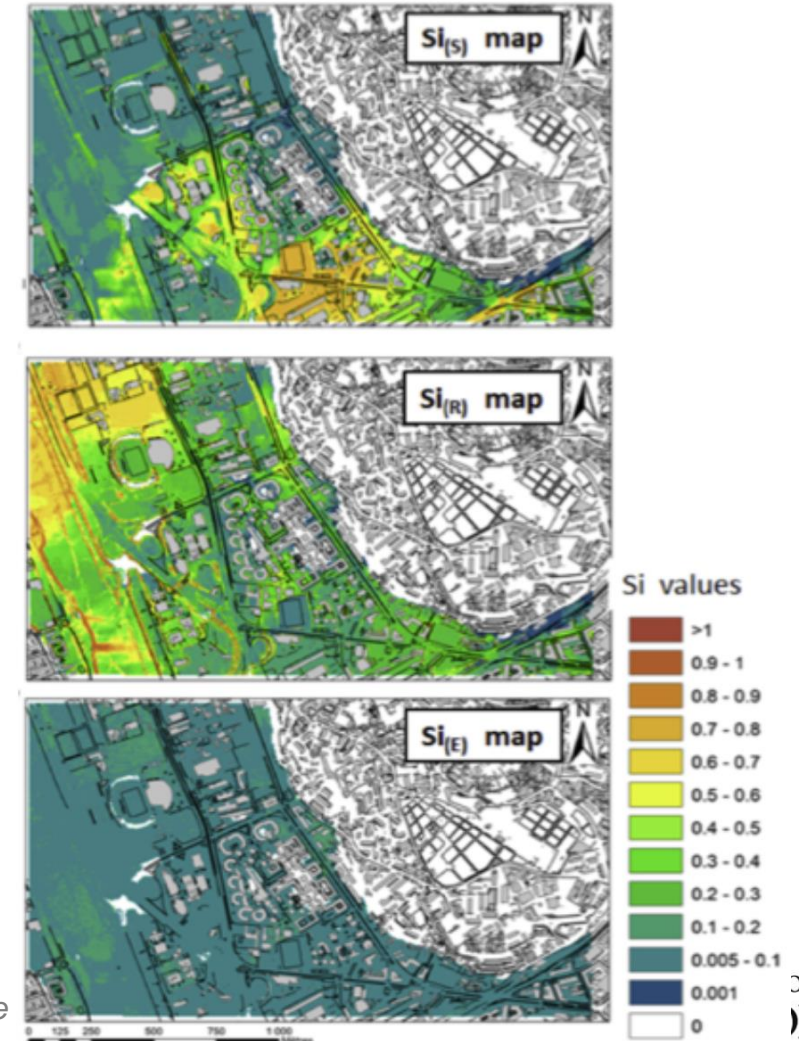 Si(S) map
N
Si(R) map
N
Si values
>1
0.9 - 1
0.8 - 0.9
0.7 - 0.8
0.6 - 0.7
0.5 - 0.6
0.4 - 0.5
0.3 - 0.4
0.2 - 0.3
0.1 - 0.2
0.005 - 0.1
0.001
0
Si(E) map
N
e
0 125 250 500 750 1 000